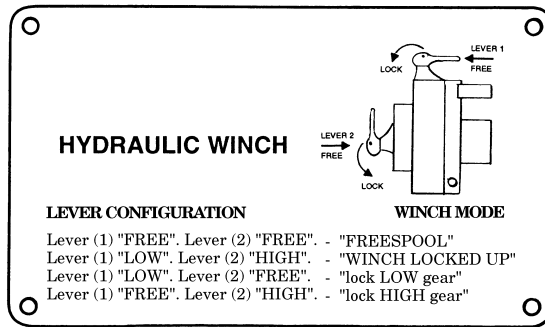 LEVER 1
FREE
LOCK
HYDRAULIC WINCH
LEVER 2
FREE
LOCK
LEVER CONFIGURATION WINCH MODE
Lever (1) "FREE". Lever (2) "FREE". - "FREESPOOL"
Lever (1) "LOW". Lever (2) "HIGH". - "WINCH LOCKED UP"
Lever (1) "LOW". Lever (2) "FREE". - "lock LOW gear"
Lever (1) "FREE". Lever (2) "HIGH". - "lock HIGH gear"